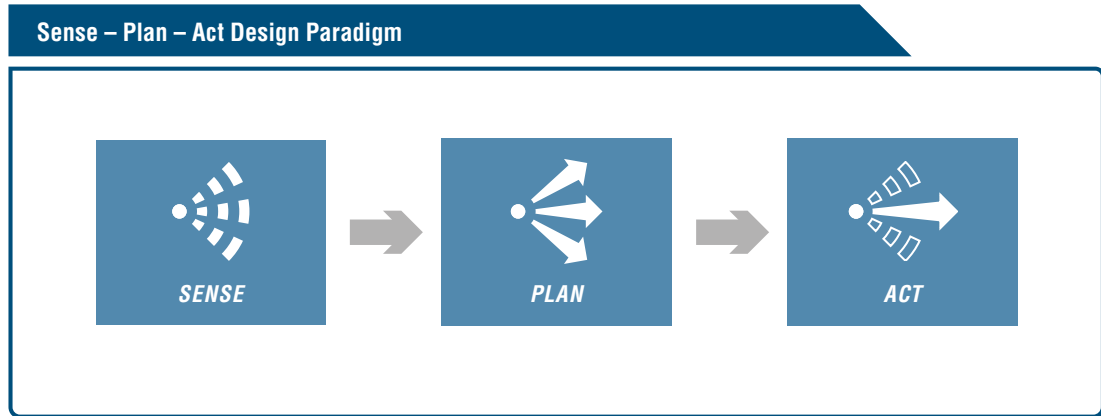 Sense – Plan – Act Design Paradigm
SENSE
PLAN
ACT